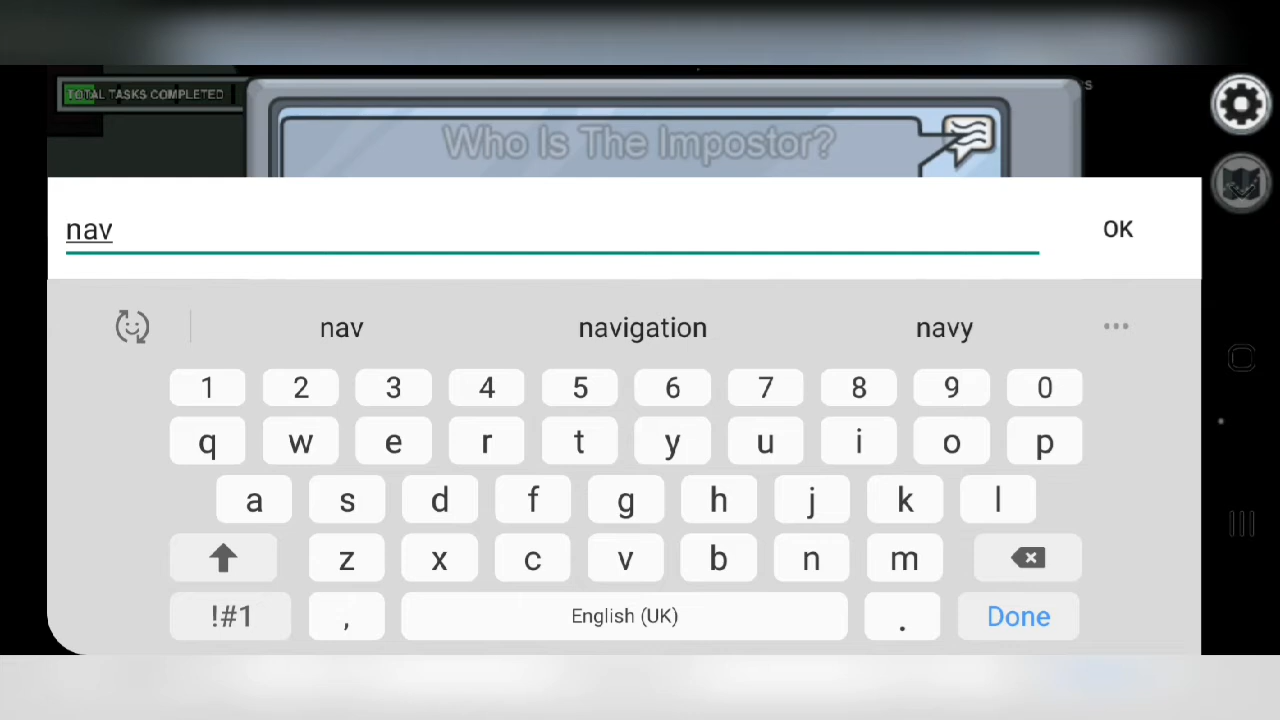 TOTAL TASKS COMPLETED
s
Who Is The Impostor?
nav
OK
nav navigation navy
1 2 3 4 5 6 7 8 9 0
q w e r t y u i o p
a s d f g h j k l
z x c v b n m
!#1 , English (UK) . Done